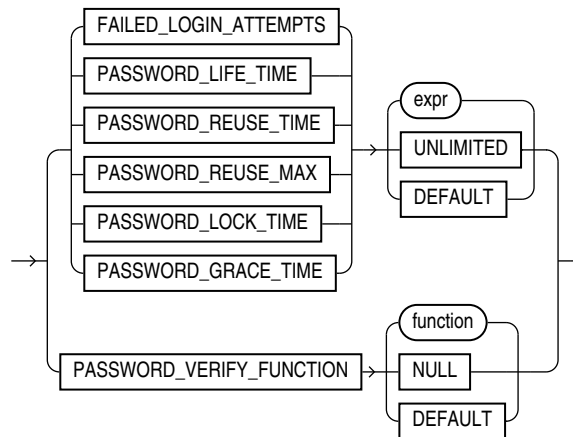 FAILED_LOGIN_ATTEMPTS
PASSWORD_LIFE_TIME
PASSWORD_REUSE_TIME
PASSWORD_REUSE_MAX
PASSWORD_LOCK_TIME
PASSWORD_GRACE_TIME
expr
UNLIMITED
DEFAULT
PASSWORD_VERIFY_FUNCTION
function
NULL
DEFAULT